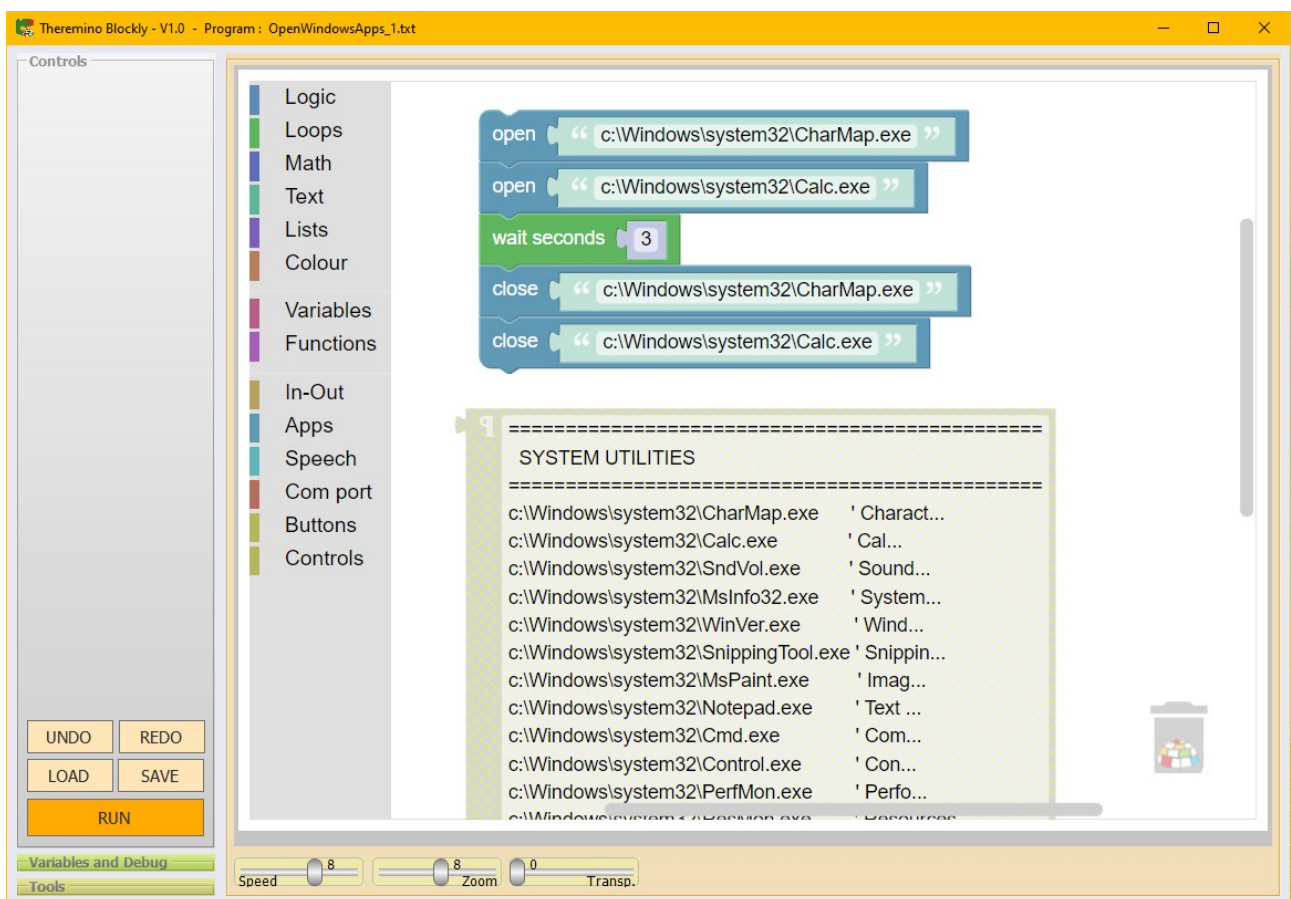 Theremino Blockly - V1.0 - Program : OpenWindowsApps_1.txt
Controls
Logic
Loops
Math
Text
Lists
Colour
Variables
Functions
In-Out
Apps
Speech
Com port
Buttons
Controls
open “ c:\Windows\system32\CharMap.exe ”
open “ c:\Windows\system32\Calc.exe ”
wait seconds 3
close “ c:\Windows\system32\CharMap.exe ”
close “ c:\Windows\system32\Calc.exe ”
¶
===============================================
SYSTEM UTILITIES
===============================================
c:\Windows\system32\CharMap.exe ' Charact...
c:\Windows\system32\Calc.exe ' Cal...
c:\Windows\system32\SndVol.exe ' Sound...
c:\Windows\system32\MsInfo32.exe ' System...
c:\Windows\system32\WinVer.exe ' Wind...
c:\Windows\system32\SnippingTool.exe ' Snippin...
c:\Windows\system32\MsPaint.exe ' Imag...
c:\Windows\system32\Notepad.exe ' Text ...
c:\Windows\system32\Cmd.exe ' Com...
c:\Windows\system32\Control.exe ' Con...
c:\Windows\system32\PerfMon.exe ' Perfo...
UNDO REDO
LOAD SAVE
RUN
Variables and Debug
Tools
Speed 8
Zoom 8
Transp. 0